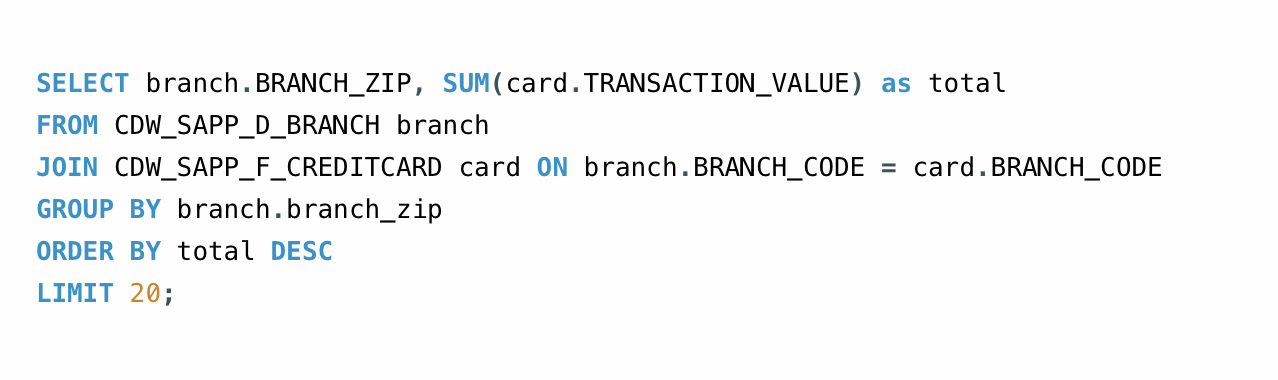 SELECT branch.BRANCH_ZIP, SUM(card.TRANSACTION_VALUE) as total
FROM CDW_SAPP_D_BRANCH branch
JOIN CDW_SAPP_F_CREDITCARD card ON branch.BRANCH_CODE = card.BRANCH_CODE
GROUP BY branch.branch_zip
ORDER BY total DESC
LIMIT 20;